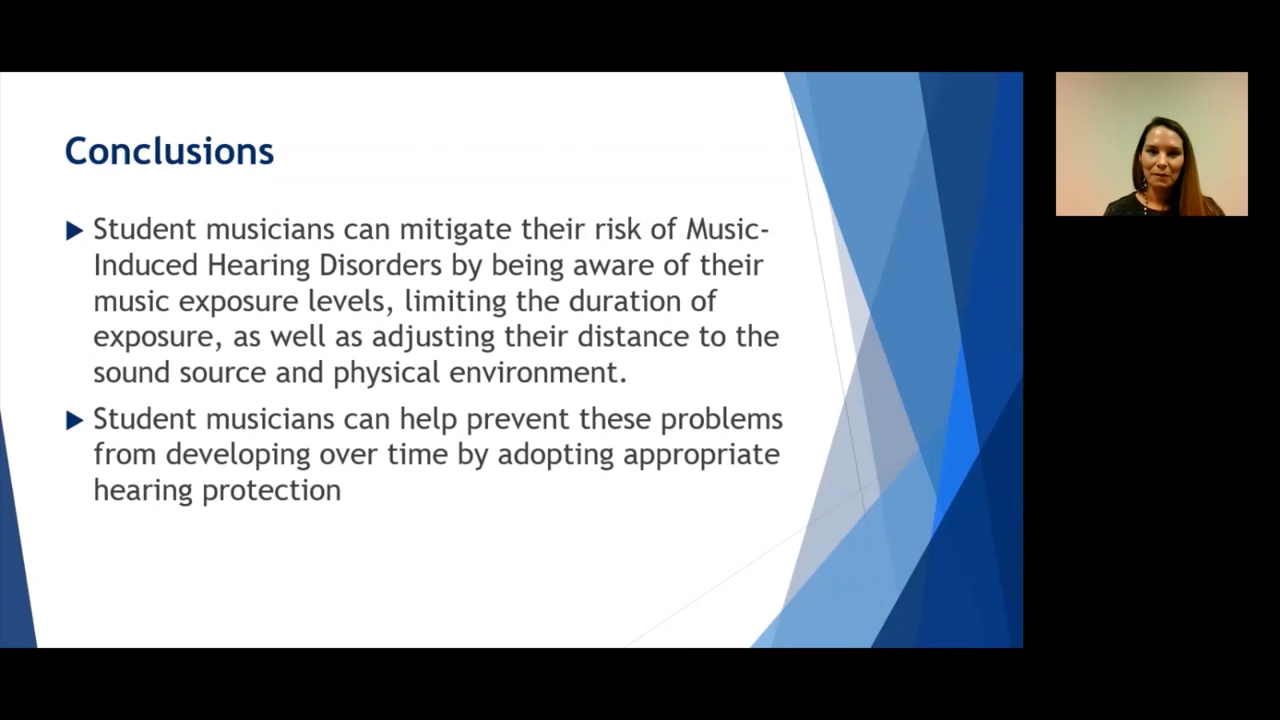 Conclusions
Student musicians can mitigate their risk of Music-
Induced Hearing Disorders by being aware of their
music exposure levels, limiting the duration of
exposure, as well as adjusting their distance to the
sound source and physical environment.
Student musicians can help prevent these problems
from developing over time by adopting appropriate
hearing protection